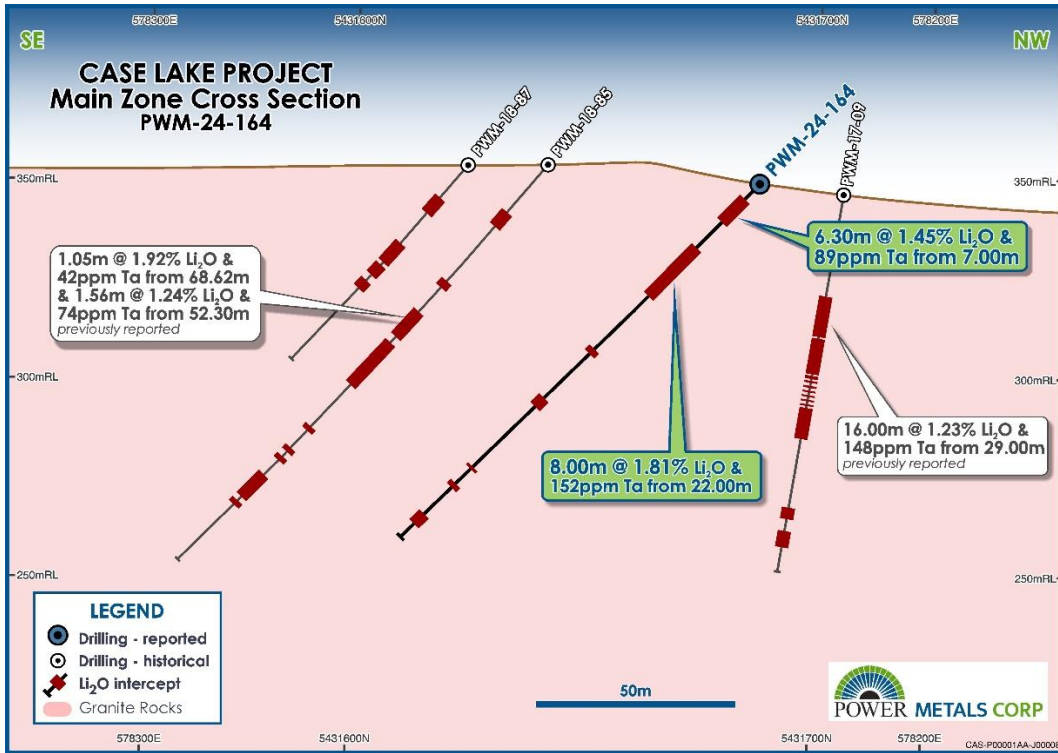 578300E
5431600N
5431700N
578200E
SE
NW
CASE LAKE PROJECT
Main Zone Cross Section
PWM-24-164
PWM-18-87
PWM-18-85
PWM-24-164
PWM-17-09
350mRL
350mRL
6.30m @ 1.45% Li₂O &
89ppm Ta from 7.00m
1.05m @ 1.92% Li₂O &
42ppm Ta from 68.62m
& 1.56m @ 1.24% Li₂O &
74ppm Ta from 52.30m
previously reported
300mRL
300mRL
16.00m @ 1.23% Li₂O &
148ppm Ta from 29.00m
previously reported
8.00m @ 1.81% Li₂O &
152ppm Ta from 22.00m
250mRL
250mRL
LEGEND
Drilling - reported
Drilling - historical
Li₂O intercept
Granite Rocks
50m
POWER METALS CORP
578300E
5431600N
5431700N
578200E